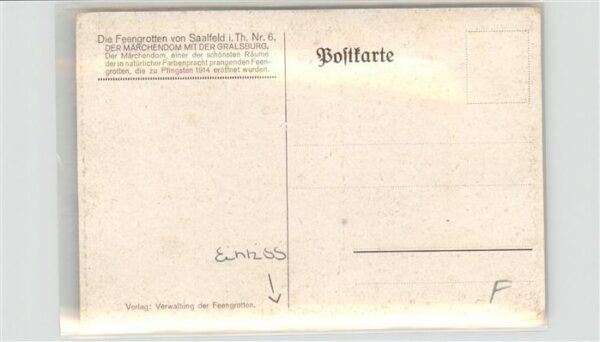 Die Feengrotten von Saalfeld i. Th. Nr. 6.
DER MÄRCHENDOM MIT DER GRALSBURG.
Der Märchendom, einer der schönsten Räume
der in natürlicher Farbenpracht prangenden Feen-
grotten, die zu Pfingsten 1914 eröffnet wurden.
Postkarte
Verlag: Verwaltung der Feengrotten.
F